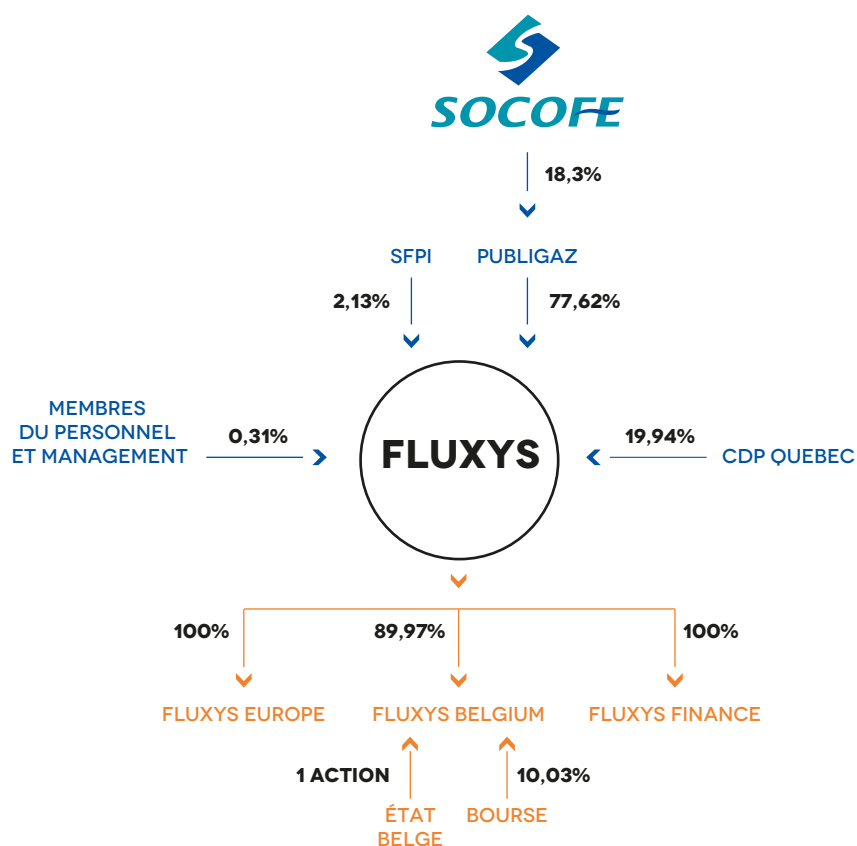 SOCOFE
18,3%
SFPI
PUBLIGAZ
2,13%
77,62%
MEMBRES
DU PERSONNEL
ET MANAGEMENT
0,31%
FLUXYS
19,94%
CDP QUEBEC
100%
89,97%
100%
FLUXYS EUROPE
FLUXYS BELGIUM
FLUXYS FINANCE
1 ACTION
10,03%
ÉTAT
BELGE
BOURSE